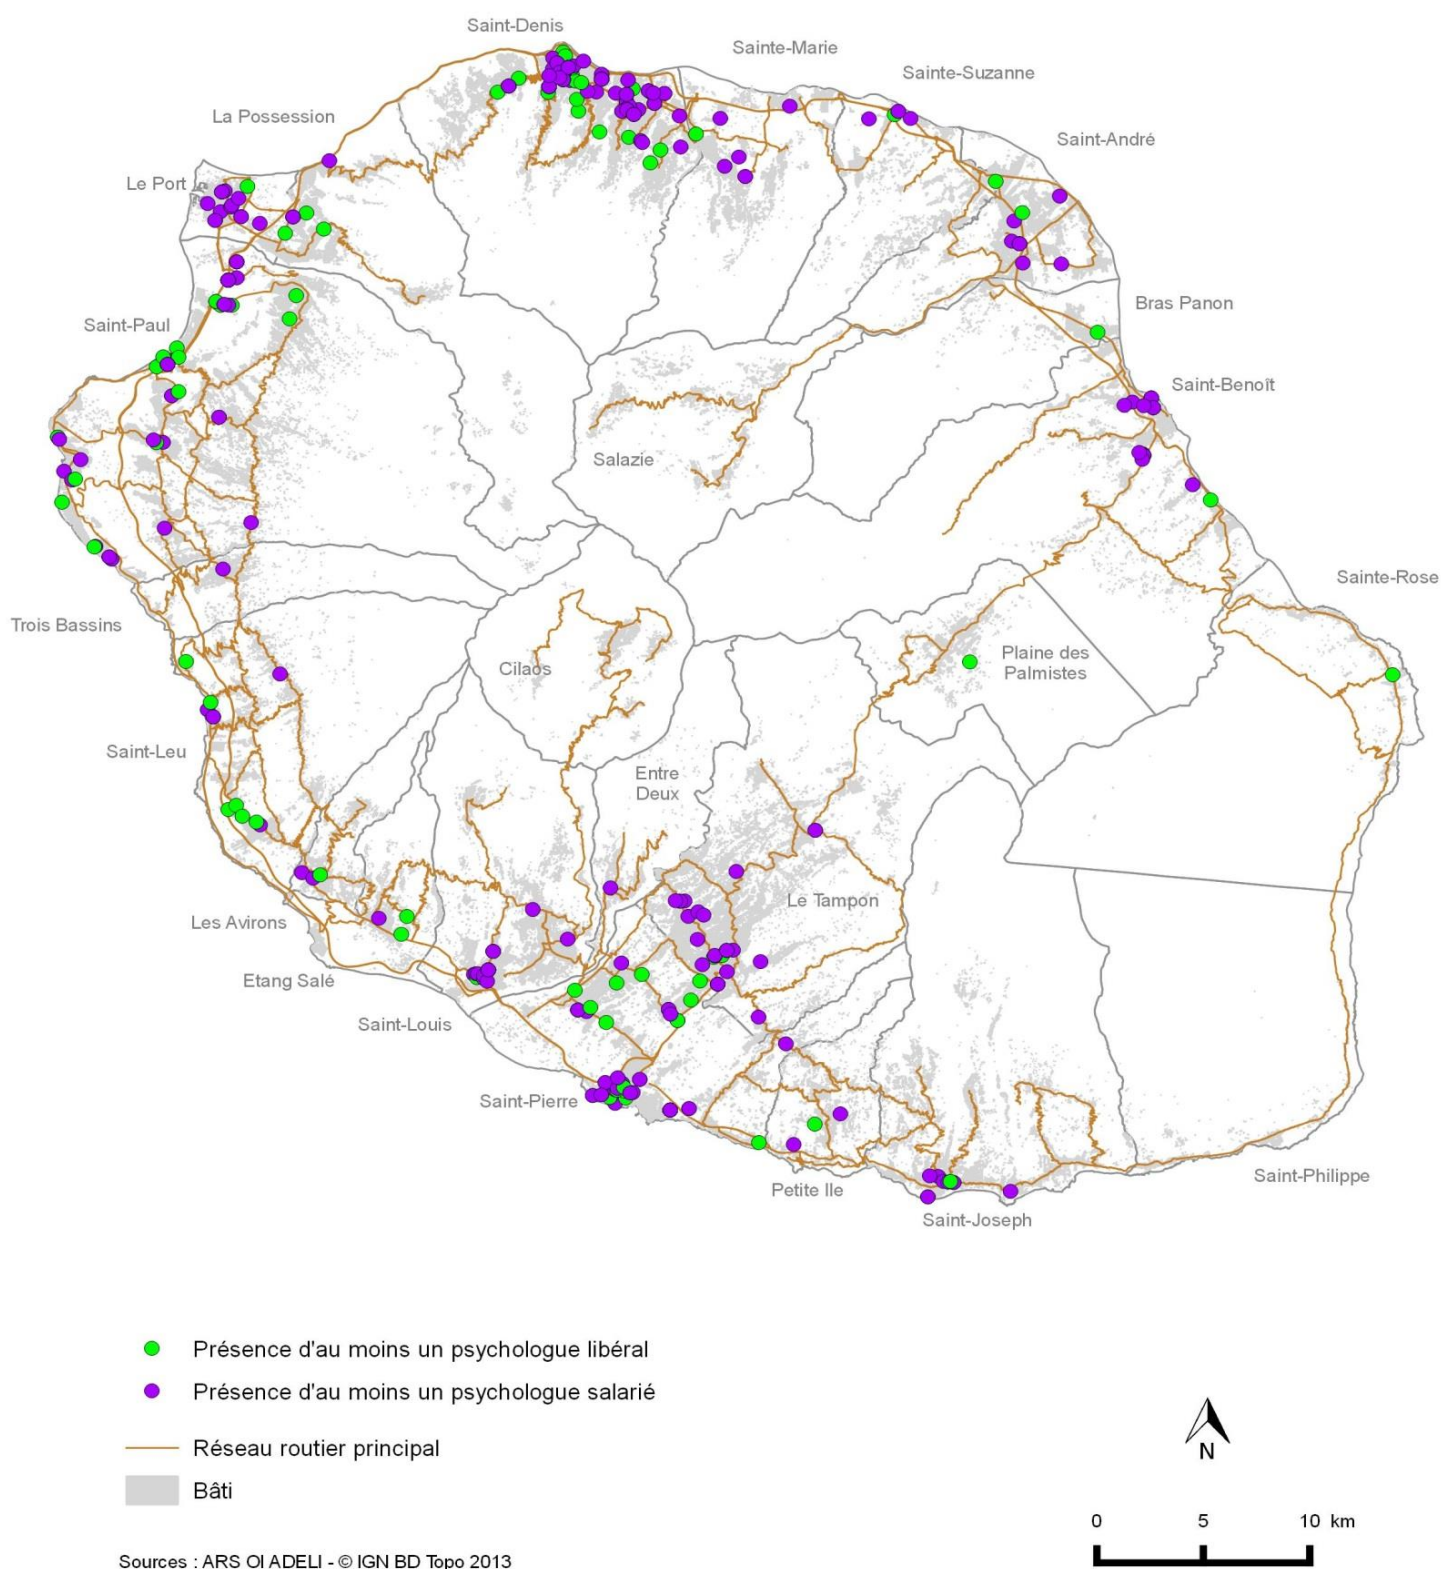 Saint-Denis
Sainte-Marie
Sainte-Suzanne
La Possession
Saint-André
Le Port
Bras Panon
Saint-Paul
Saint-Benoît
Salazie
Sainte-Rose
Trois Bassins
Cilaos
Plaine des
Palmistes
Saint-Leu
Entre
Deux
Le Tampon
Les Avirons
Etang Salé
Saint-Louis
Saint-Pierre
Saint-Philippe
Petite Ile
Saint-Joseph
Présence d'au moins un psychologue libéral
Présence d'au moins un psychologue salarié
Réseau routier principal
Bâti
N
0 5 10 km
Sources : ARS OI ADELI - © IGN BD Topo 2013